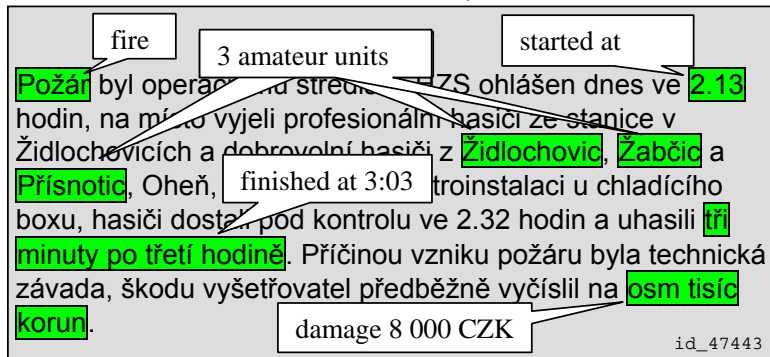 fire
3 amateur units
started at
Požár byl HZS ohlášen dnes ve 2.13
hodin, na místo vyjeli profesionální hasiči ze stanice v
Židlochovicích a dobrovolní hasiči z Židlochovic, Žabčic a
Přísnotic, Oheň, u chladícího
finished at 3:03
boxu, hasiči dostali pod kontrolu ve 2.32 hodin a uhasili tři
minuty po třetí hodině. Příčinou vzniku požáru byla technická
závada, škodu vyšetřovatel předběžně vyčíslil na osm tisíc
korun.
damage 8 000 CZK
id_47443